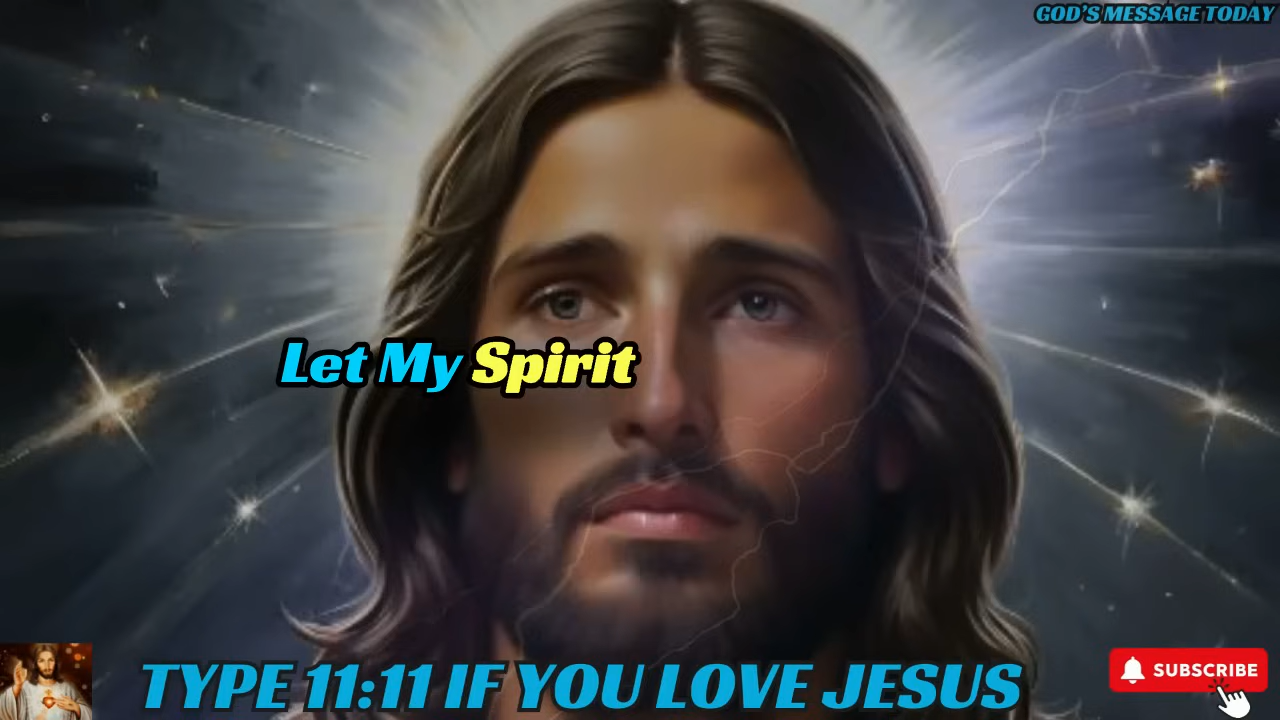 GOD'S MESSAGE TODAY
Let My Spirit
TYPE 11:11 IF YOU LOVE JESUS
SUBSCRIBE